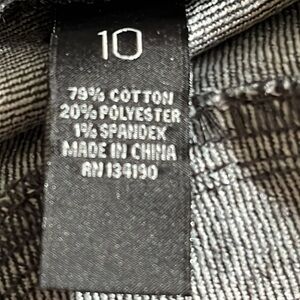 10
79% COTTON
20% POLYESTER
1% SPANDEX
MADE IN CHINA
RN 134190